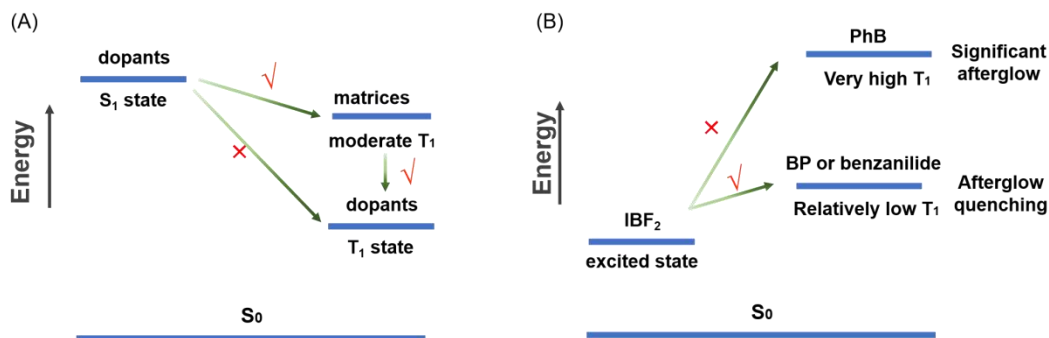 (A)
dopants
S₁ state
Energy
√
×
matrices
moderate T₁
√
dopants
T₁ state
S₀
(B)
PhB
Very high T₁
Significant
afterglow
Energy
×
√
BP or benzanilide
Relatively low T₁
Afterglow
quenching
IBF₂
excited state
S₀